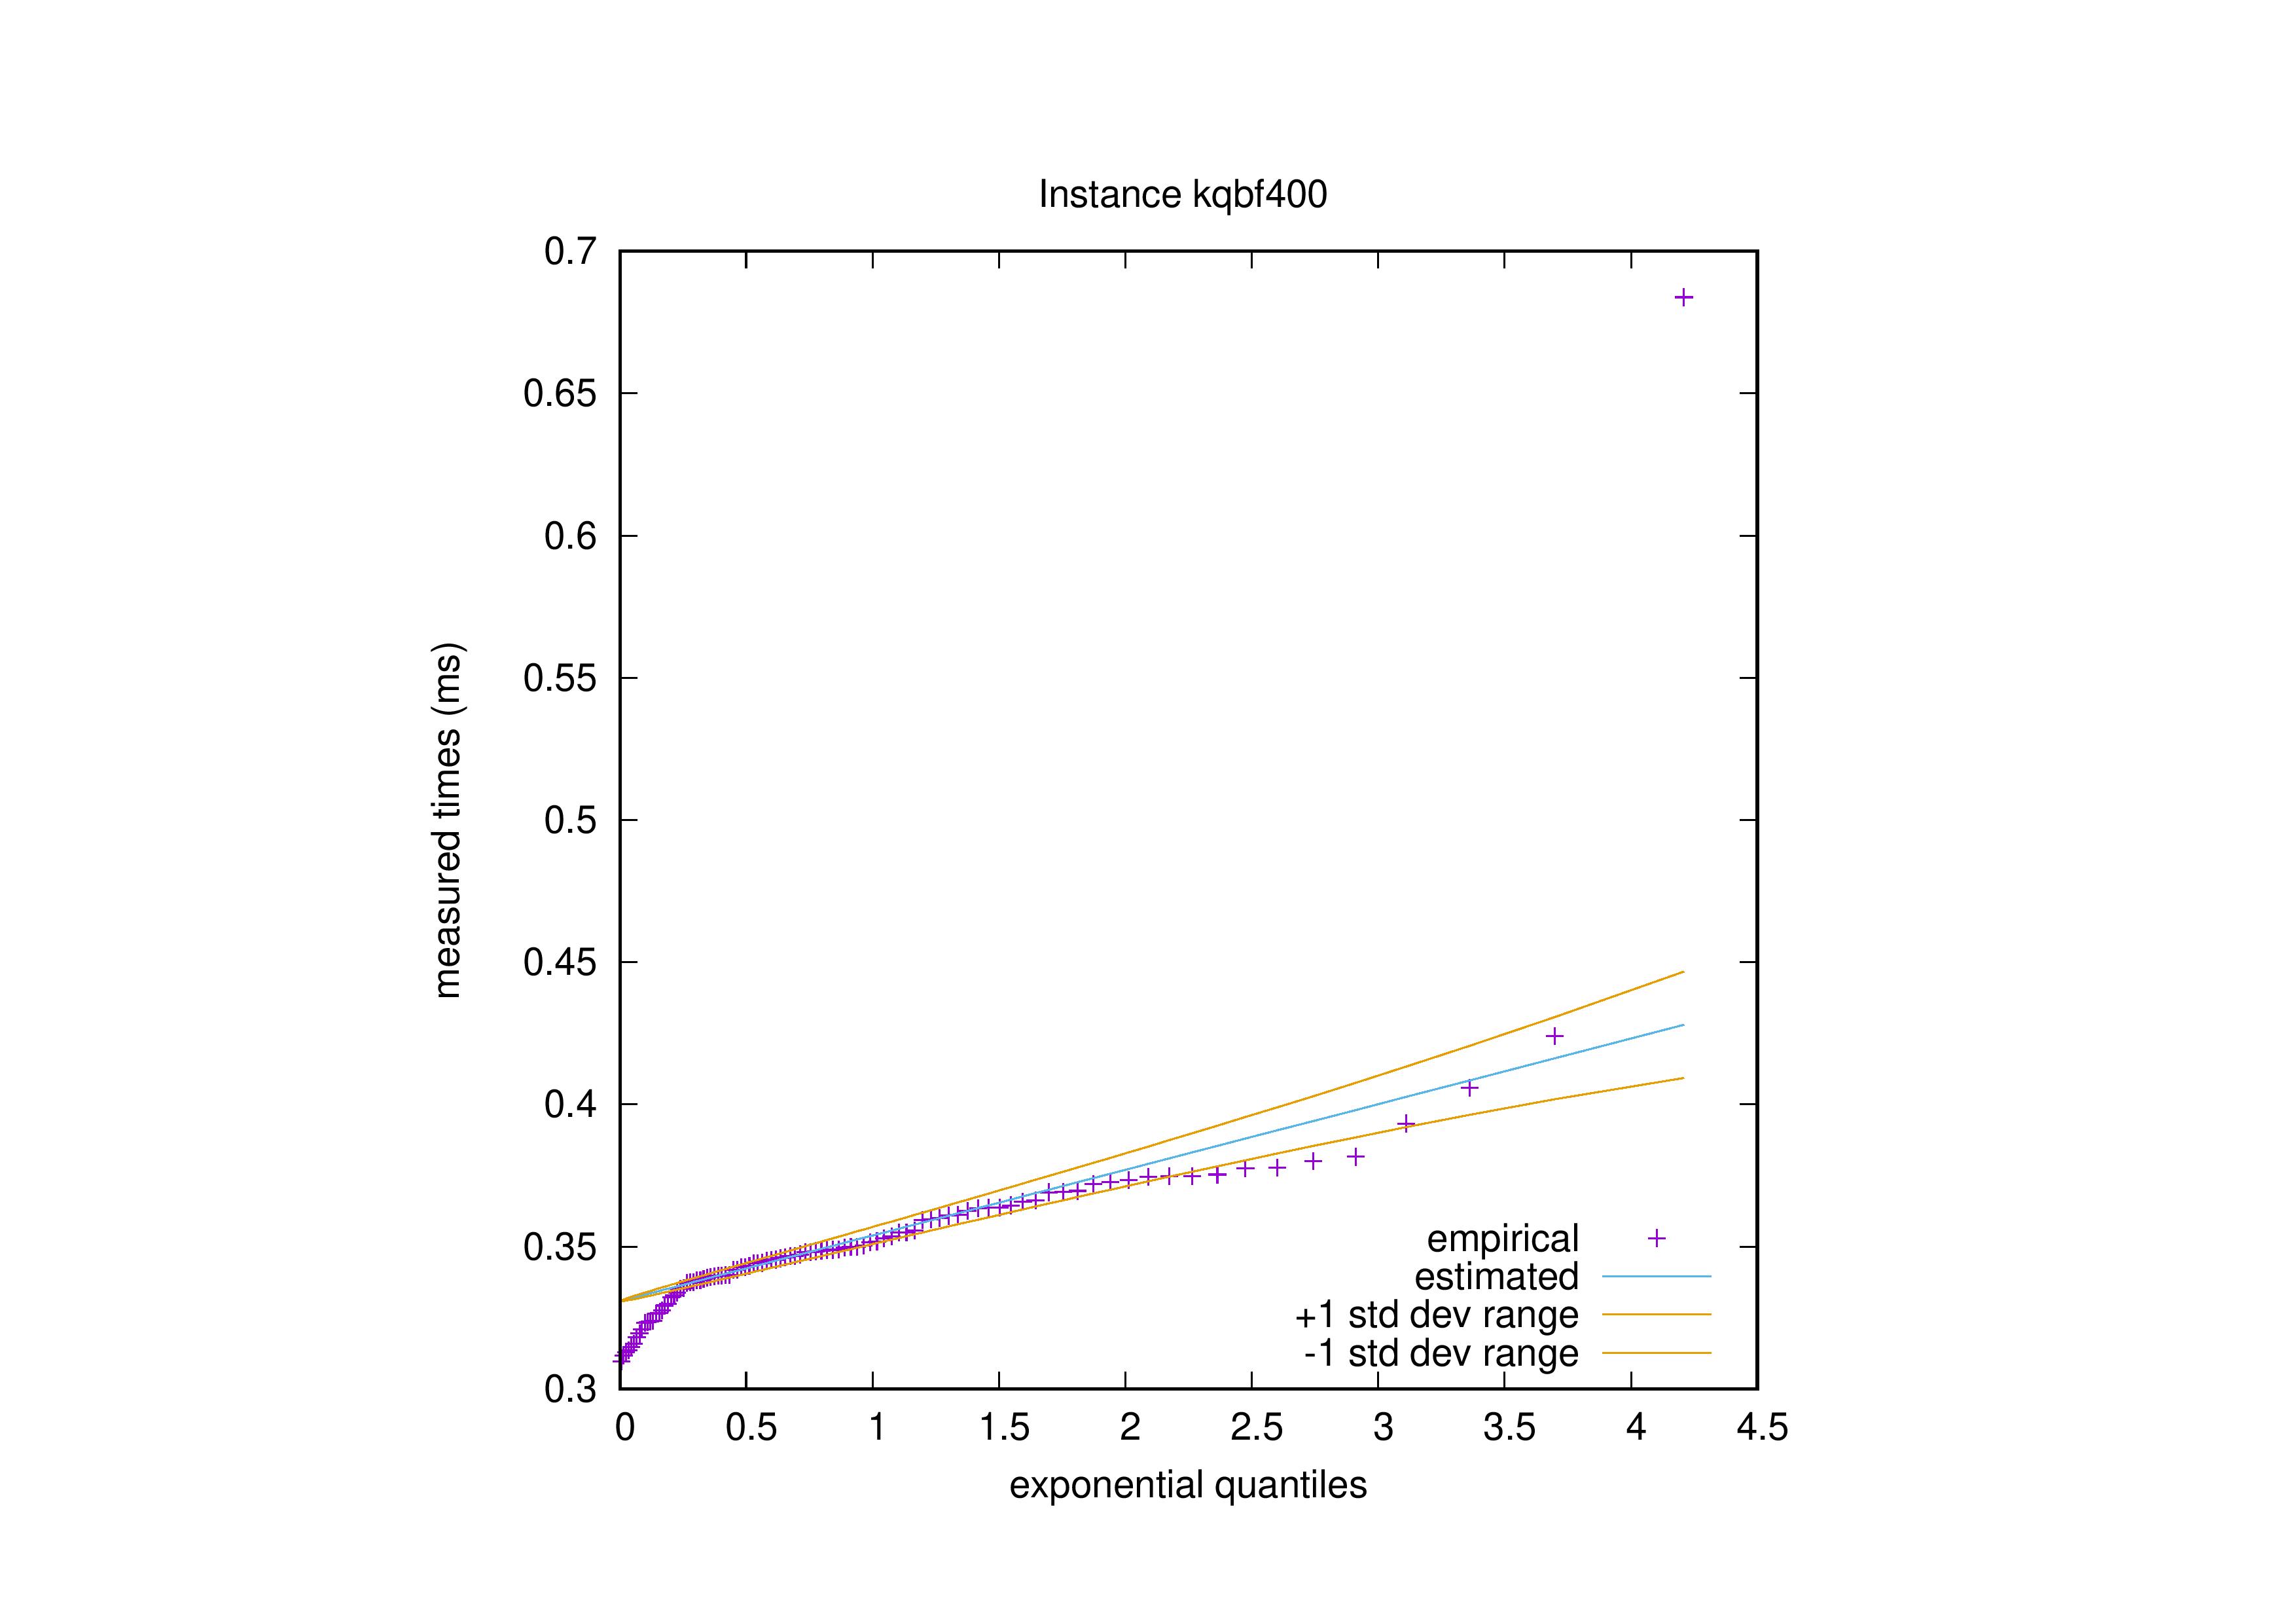 Instance kqbf400
0.7
0.65
0.6
0.55
0.5
0.45
0.4
0.35
0.3
measured times (ms)
empirical
estimated
+1 std dev range
-1 std dev range
0 0.5 1 1.5 2 2.5 3 3.5 4 4.5
exponential quantiles